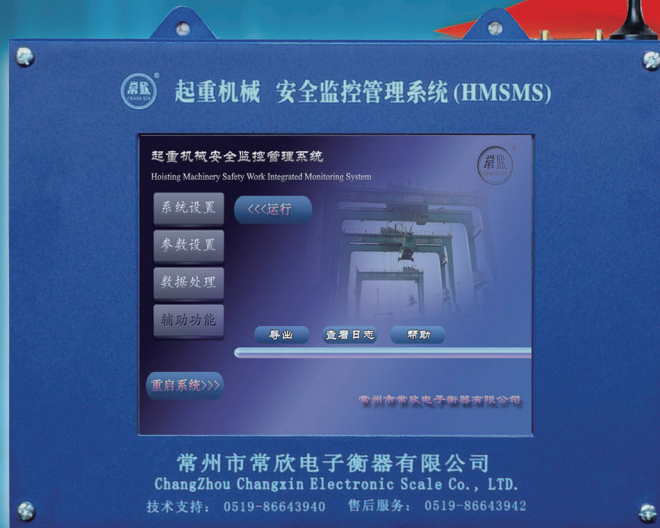 常欣®
起重机械 安全监控管理系统(HMSMS)
起重机械安全监控管理系统
Hoisting Machinery Safety Work Integrated Monitoring System
常欣
系统设置
<<<运行
参数设置
数据处理
辅助功能
导出 查看日志 帮助
重启系统>>>
常州市常欣电子衡器有限公司
常州市常欣电子衡器有限公司
ChangZhou Changxin Electronic Scale Co., LTD.
技术支持: 0519-86643940 售后服务: 0519-86643942